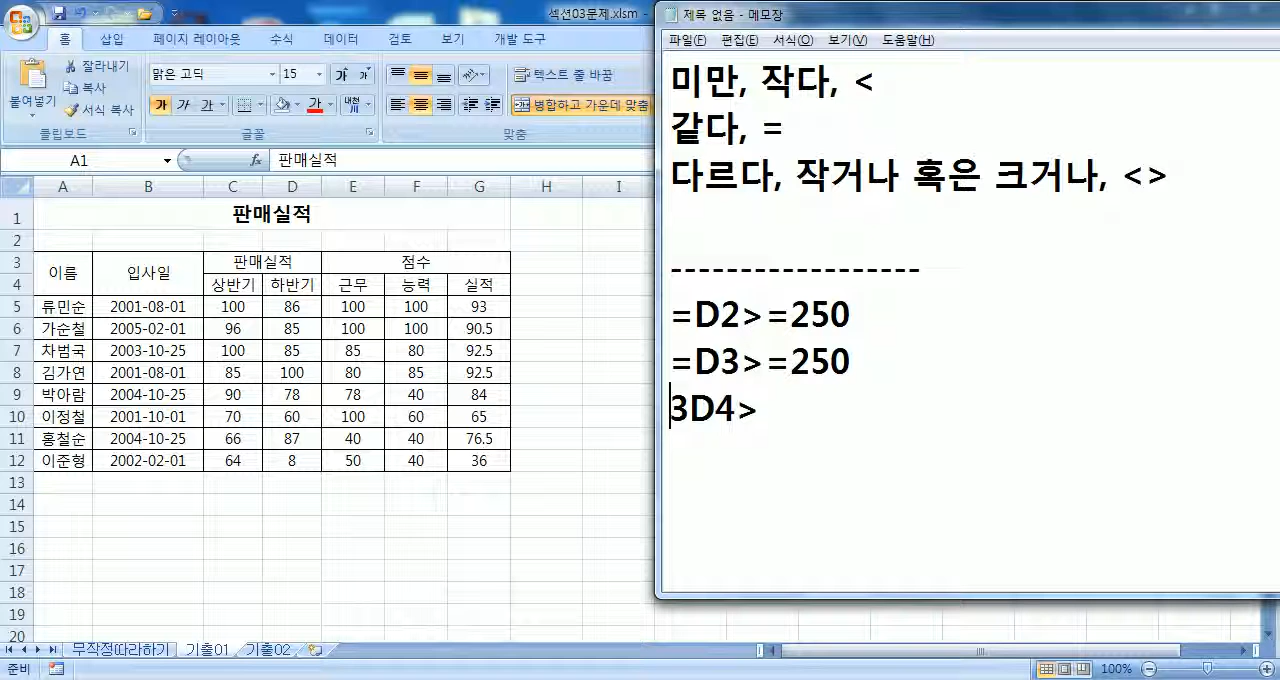 섹션03문제.xlsm -
홈 삽입 페이지 레이아웃 수식 데이터 검토 보기 개발 도구
붙여넣기
잘라내기
복사
서식 복사
클립보드
맑은 고딕 15
가 가 가 가
글꼴
텍스트 줄 바꿈
병합하고 가운데 맞춤
맞춤
A1 fx 판매실적
A B C D E F G H I
1 판매실적
2
3 이름 입사일 판매실적 점수
4 상반기 하반기 근무 능력 실적
5 류민순 2001-08-01 100 86 100 100 93
6 가순철 2005-02-01 96 85 100 100 90.5
7 차범국 2003-10-25 100 85 85 80 92.5
8 김가연 2001-08-01 85 100 80 85 92.5
9 박아람 2004-10-25 90 78 78 40 84
10 이정철 2001-10-01 70 60 100 60 65
11 홍철순 2004-10-25 66 87 40 40 76.5
12 이준형 2002-02-01 64 8 50 40 36
13
14
15
16
17
18
19
20
무작정따라하기 기출01 기출02
준비 100%
제목 없음 - 메모장
파일(F) 편집(E) 서식(O) 보기(V) 도움말(H)
미만, 작다, <
같다, =
다르다, 작거나 혹은 크거나, <>
------------------
=D2>=250
=D3>=250
3D4>